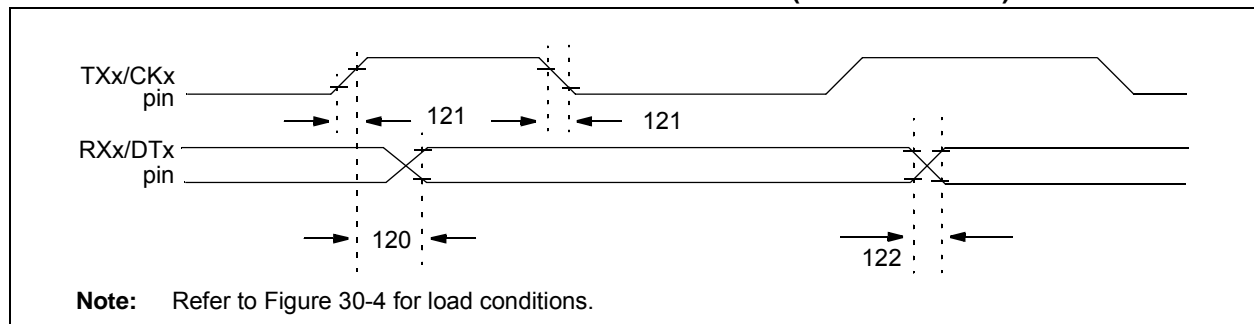 TXx/CKx
pin
121
121
RXx/DTx
pin
120
122
Note: Refer to Figure 30-4 for load conditions.